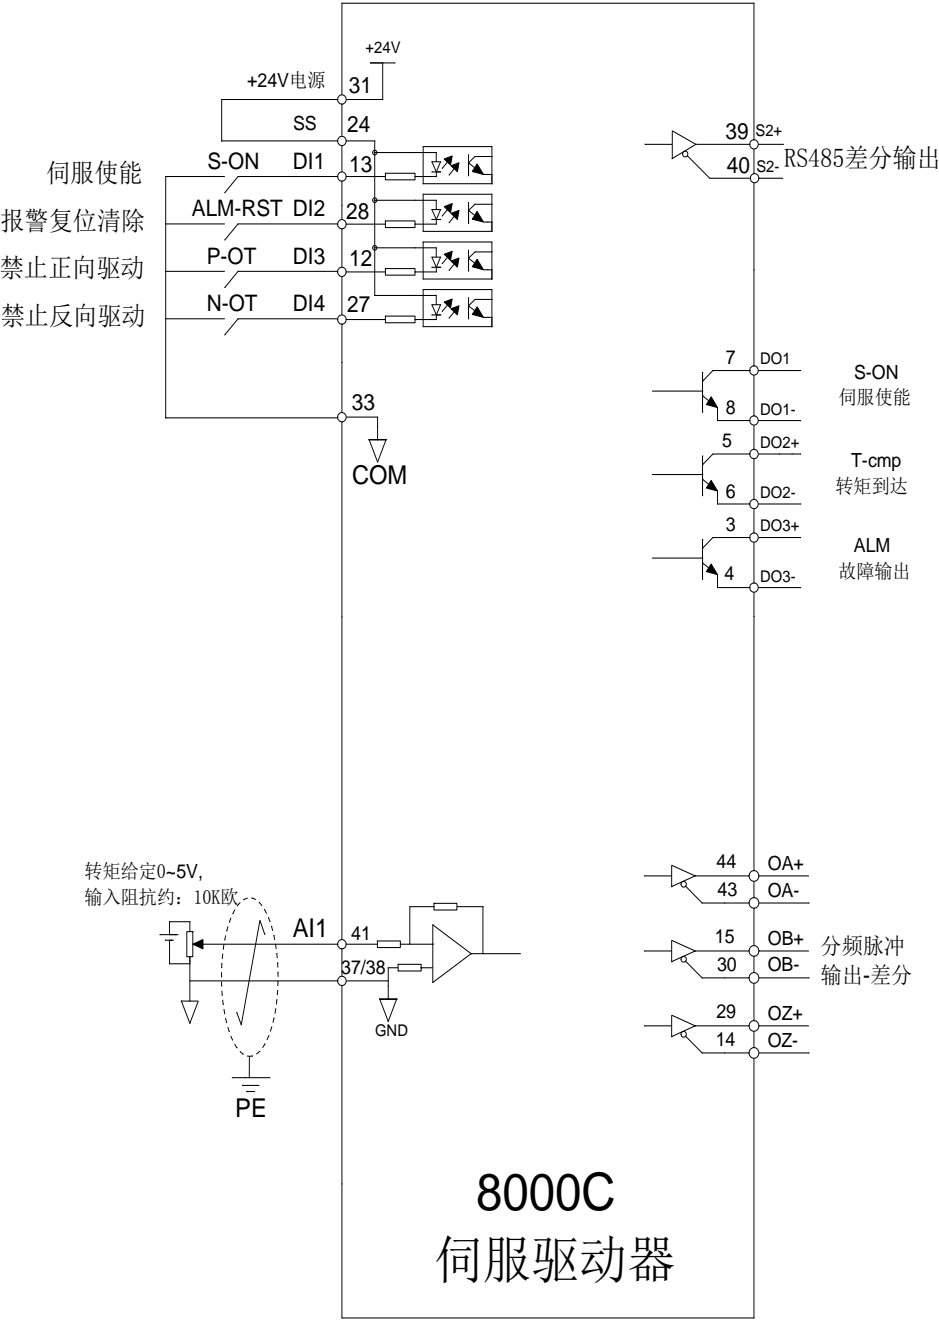 +24V
+24V电源 31
SS 24
伺服使能 S-ON DI1 13
报警复位清除 ALM-RST DI2 28
禁止正向驱动 P-OT DI3 12
禁止反向驱动 N-OT DI4 27
33
COM
39 S2+
40 S2-
RS485差分输出
7 DO1
8 DO1-
S-ON
伺服使能
5 DO2+
6 DO2-
T-cmp
转矩到达
3 DO3+
4 DO3-
ALM
故障输出
转矩给定0~5V,
输入阻抗约：10K欧
AI1 41
37/38
GND
PE
44 OA+
43 OA-
15 OB+
30 OB-
分频脉冲
输出-差分
29 OZ+
14 OZ-
8000C
伺服驱动器